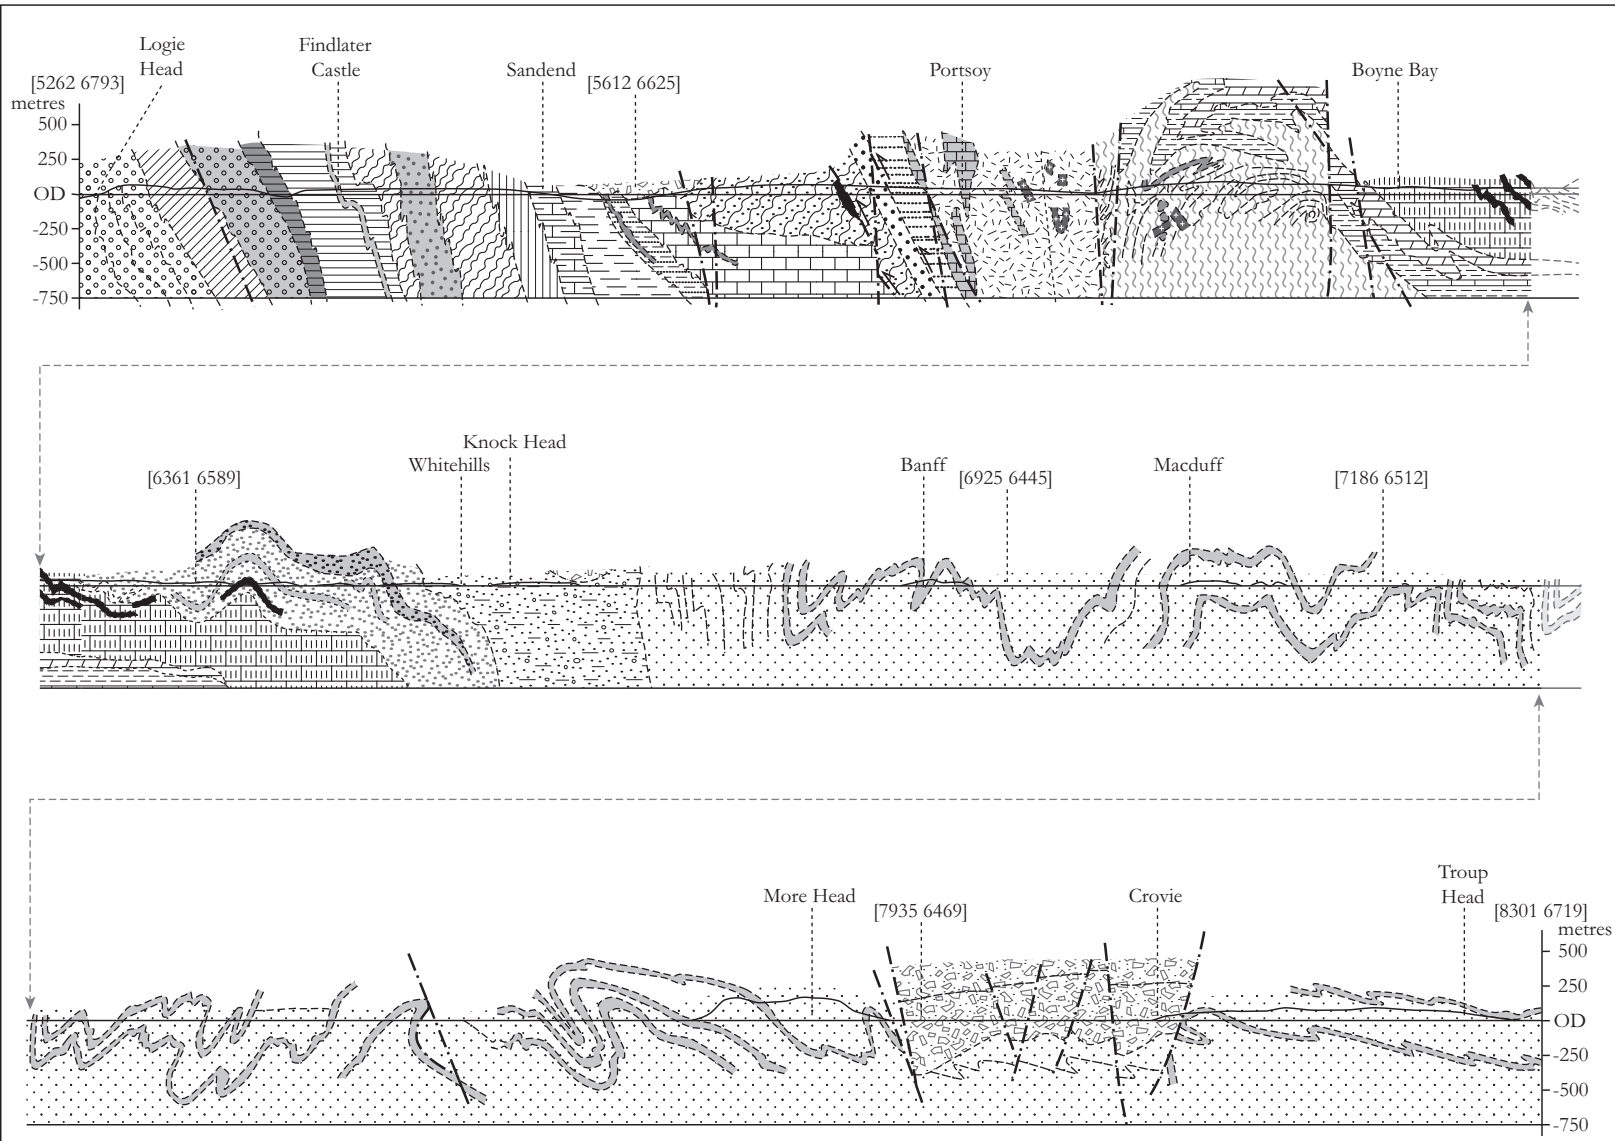 Logie
Head
Findlater
Castle
[5262 6793]
Sandend
[5612 6625]
Portsoy
Boyne Bay
metres
500
250
OD
-250
-500
-750
Knock Head
Whitehills
[6361 6589]
Banff
[6925 6445]
Macduff
[7186 6512]
More Head
[7935 6469]
Crovie
Troup
Head
[8301 6719]
metres
500
250
OD
-250
-500
-750